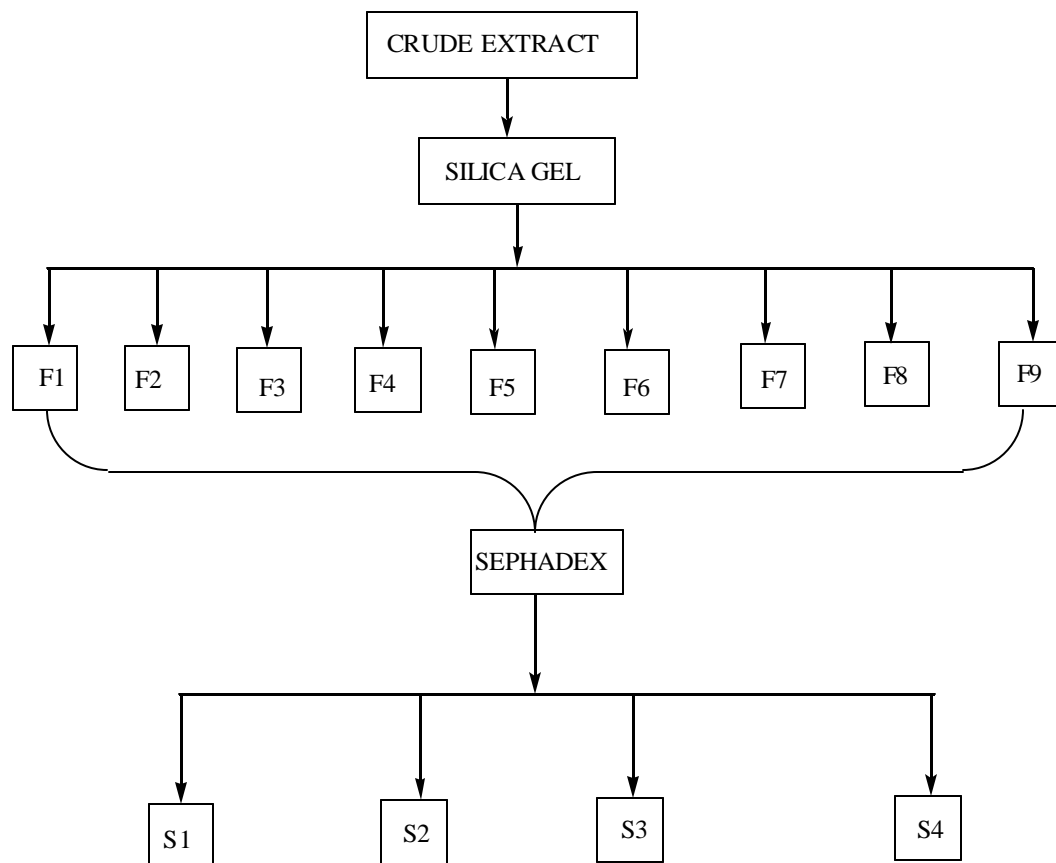 CRUDE EXTRACT
SILICA GEL
F1 F2 F3 F4 F5 F6 F7 F8 F9
SEPHADEX
S1 S2 S3 S4